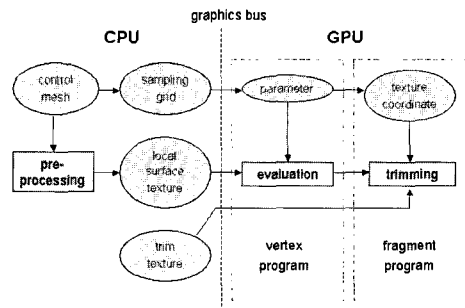 graphics bus
CPU
GPU
control
mesh
sampling
grid
parameter
texture
coordinate
pre-
processing
local
surface
texture
evaluation
trimming
trim
texture
vertex
program
fragment
program